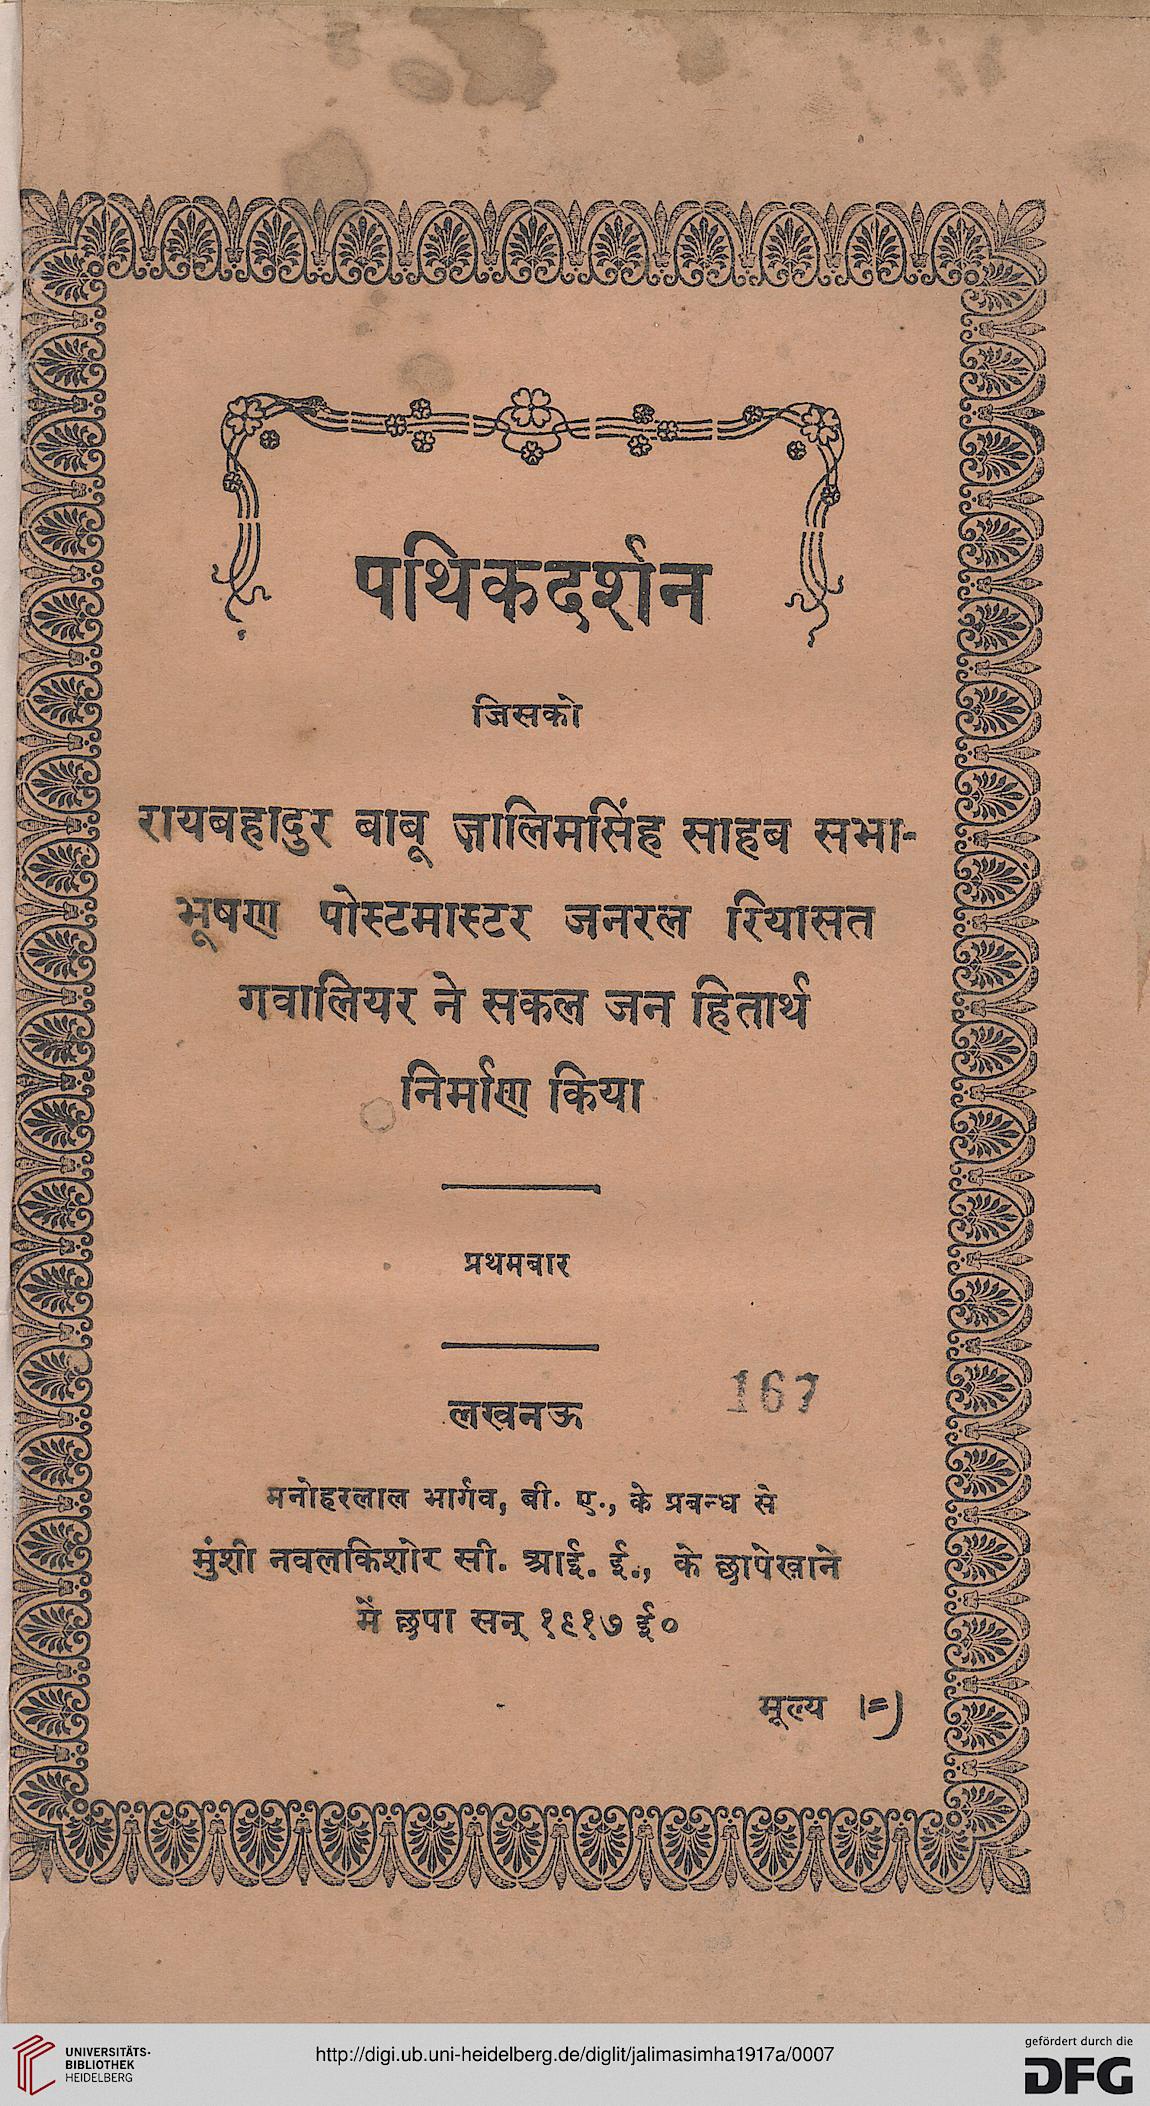 पथिकदर्शन
जिसको
रायबहादुर बाबू ज़ालिमसिंह साहब सभा-
भूषण पोस्टमास्टर जनरल रियासत
गवालियर ने सकल जन हितार्थ
निर्माण किया
प्रथमबार
167
लखनऊ
मनोहरलाल भार्गव, बी. ए., के प्रबन्ध से
मुंशी नवलकिशोर सी. आई. ई., के छापेखाने
में छपा सन् १९१७ ई०
मूल्य ।=)
UNIVERSITÄTS-
BIBLIOTHEK
HEIDELBERG
http://digi.ub.uni-heidelberg.de/diglit/jalimasimha1917a/0007
gefördert durch die
DFG